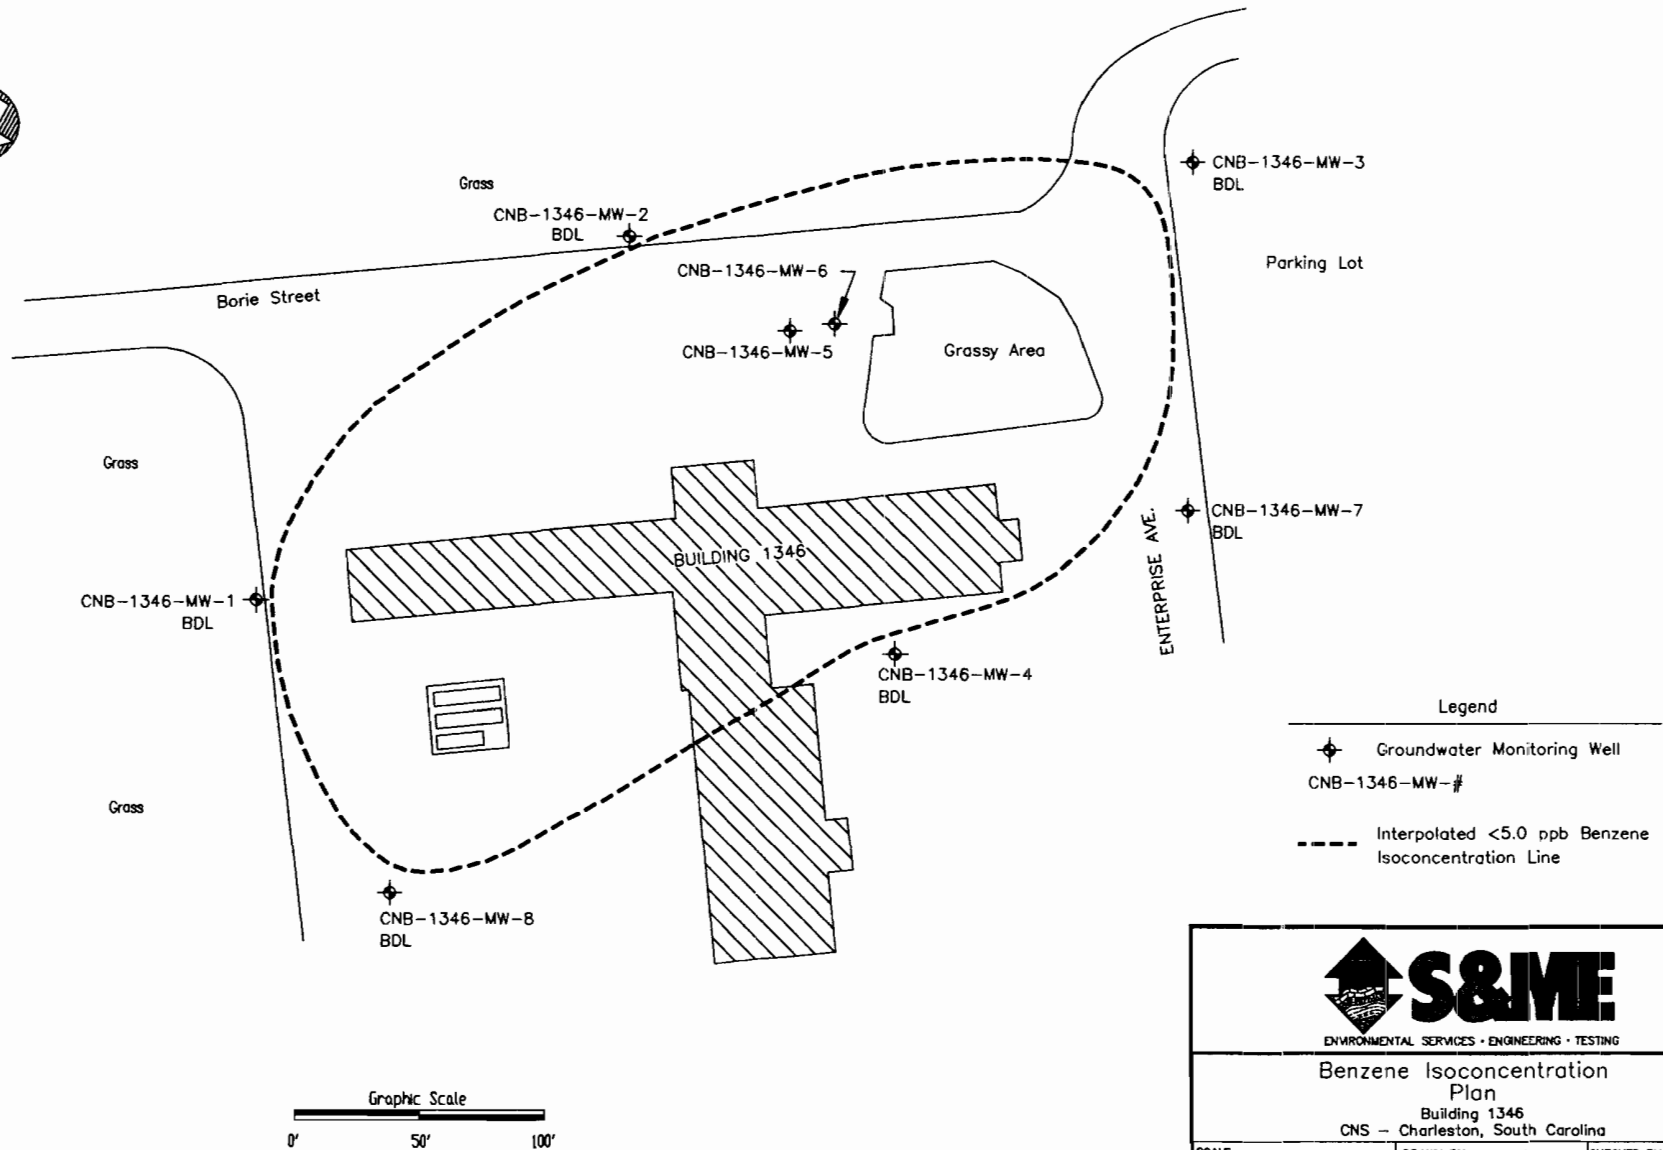 CNB-1346-MW-3
BDL
Grass
CNB-1346-MW-2
BDL
Parking Lot
CNB-1346-MW-6
Borie Street
CNB-1346-MW-5
Grassy Area
Grass
CNB-1346-MW-7
BDL
BUILDING 1346
ENTERPRISE AVE.
CNB-1346-MW-1
BDL
CNB-1346-MW-4
BDL
Grass
CNB-1346-MW-8
BDL
Legend
Groundwater Monitoring Well
CNB-1346-MW-#
Interpolated <5.0 ppb Benzene
Isoconcentration Line
Graphic Scale
0' 50' 100'
S&ME
ENVIRONMENTAL SERVICES · ENGINEERING · TESTING
Benzene Isoconcentration
Plan
Building 1346
CNS - Charleston, South Carolina